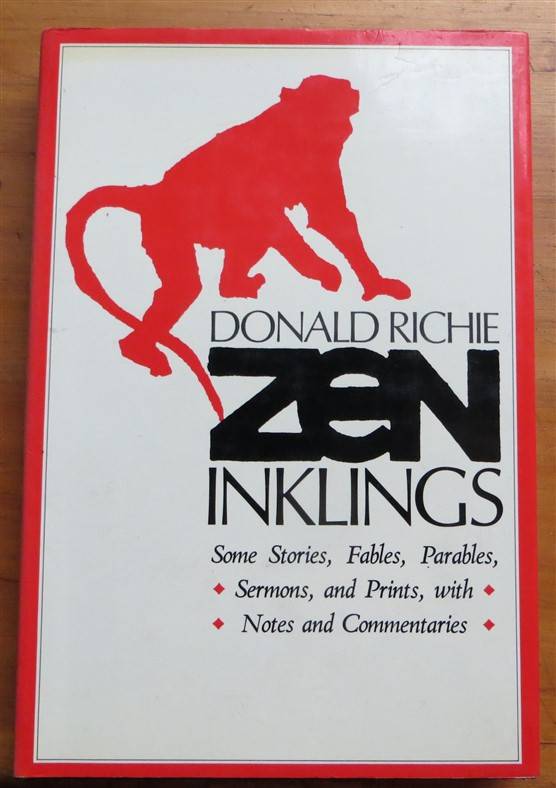 DONALD RICHIE
ZeN
INKLINGS
Some Stories, Fables, Parables,
Sermons, and Prints, with
Notes and Commentaries